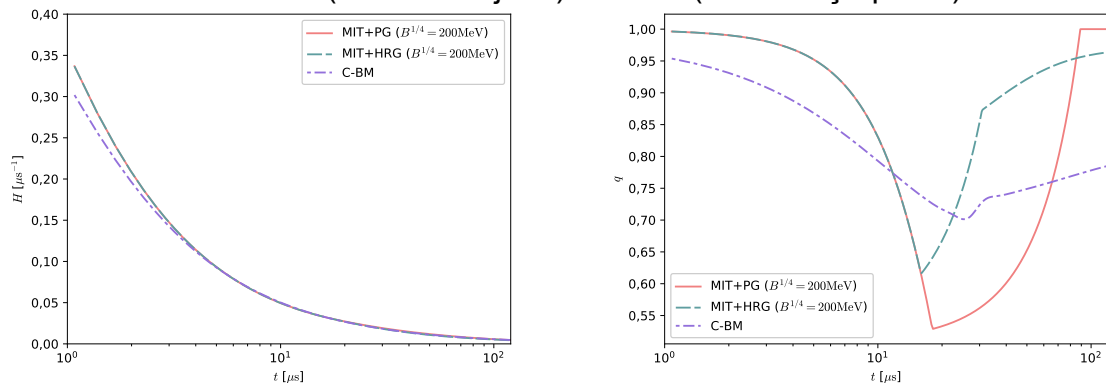 0,40
0,35
0,30
0,25
0,20
0,15
0,10
0,05
0,00
H [μs⁻¹]
10⁰
10¹
10²
t [μs]
MIT+PG (B^{1/4} = 200MeV)
MIT+HRG (B^{1/4} = 200MeV)
C-BM
1,00
0,95
0,90
0,85
0,80
0,75
0,70
0,65
0,60
0,55
q
10⁰
10¹
10²
t [μs]
MIT+PG (B^{1/4} = 200MeV)
MIT+HRG (B^{1/4} = 200MeV)
C-BM